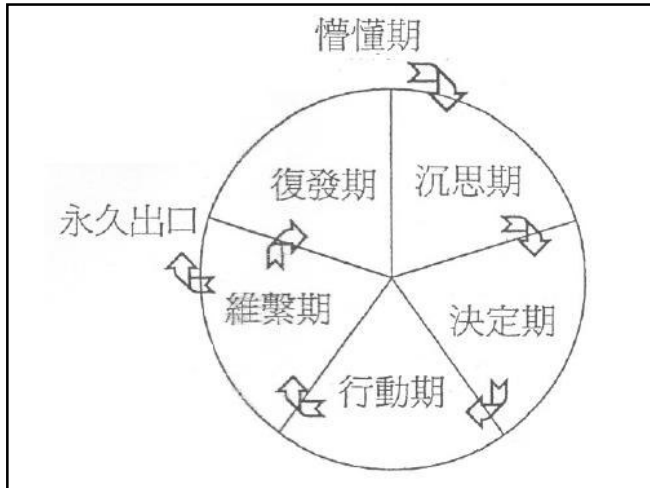 懵懂期
復發期
沉思期
永久出口
維繫期
決定期
行動期